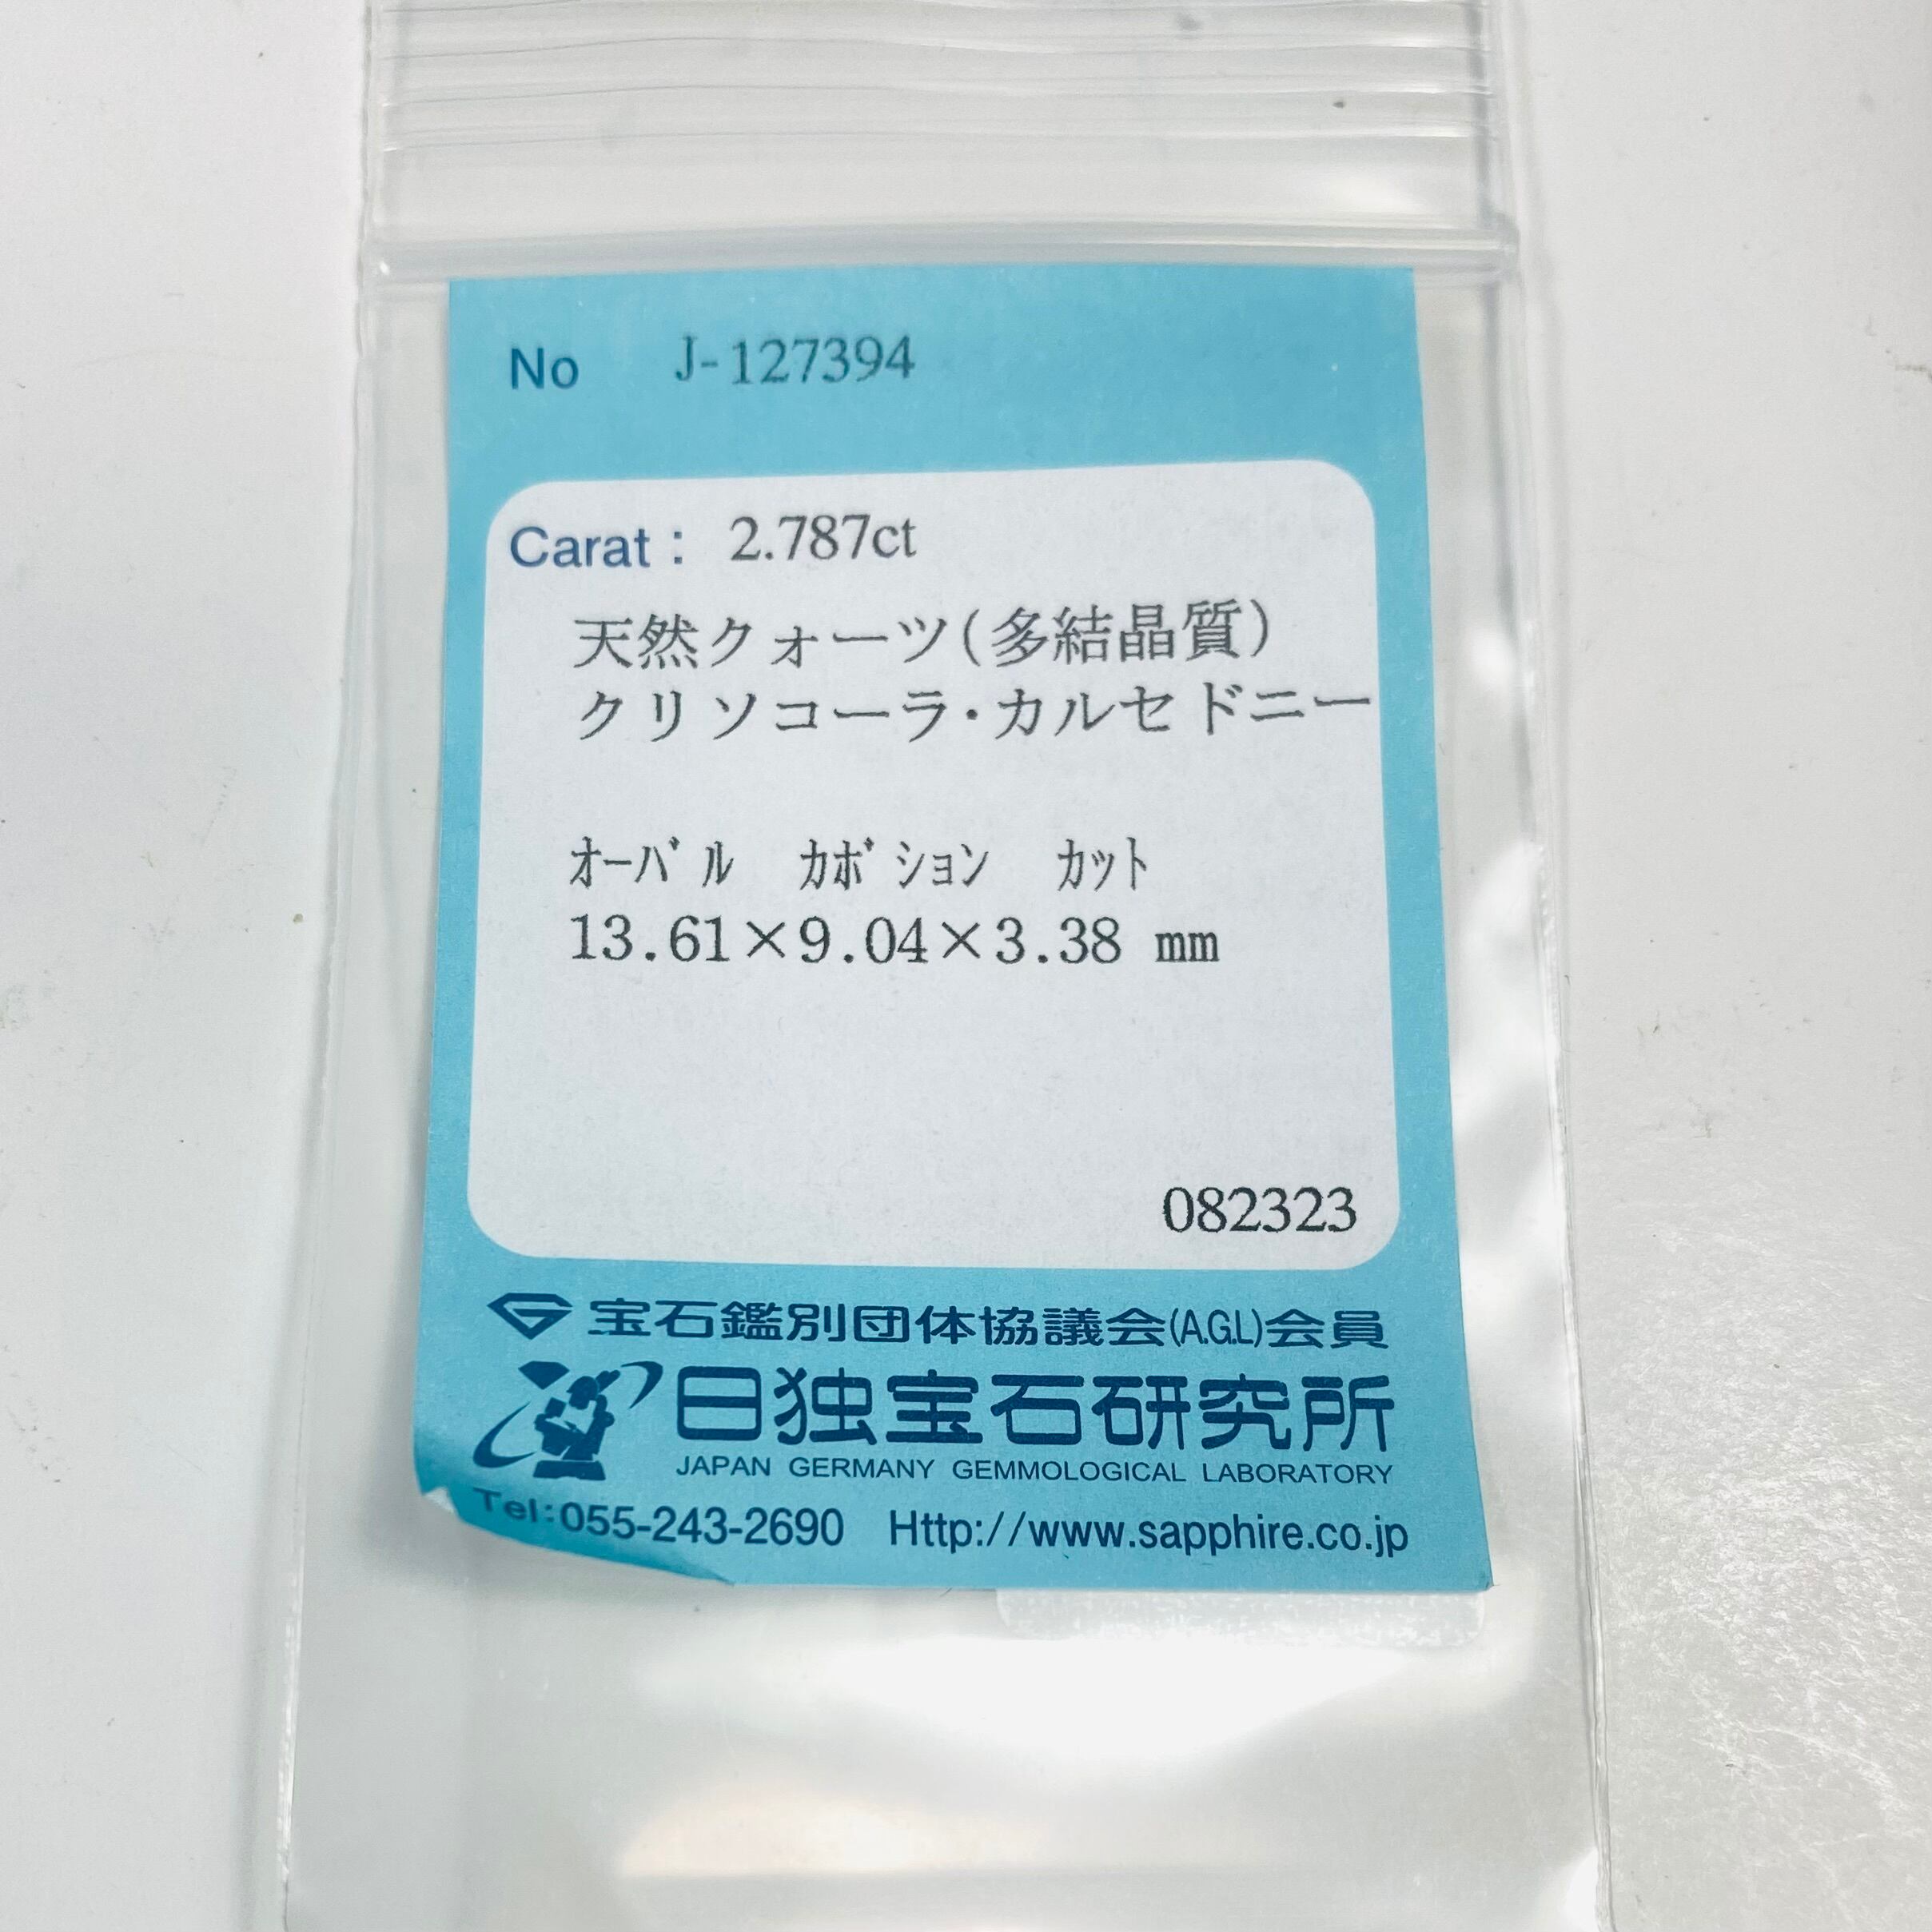 No J-127394
Carat : 2.787ct
天然クォーツ(多結晶質)
クリソコーラ・カルセドニー
ｵｰﾊﾞﾙ ｶﾎﾞｼｮﾝ ｶｯﾄ
13.61×9.04×3.38 mm
082323
宝石鑑別団体協議会(A.G.L)会員
日独宝石研究所
JAPAN GERMANY GEMMOLOGICAL LABORATORY
Tel:055-243-2690 Http://www.sapphire.co.jp